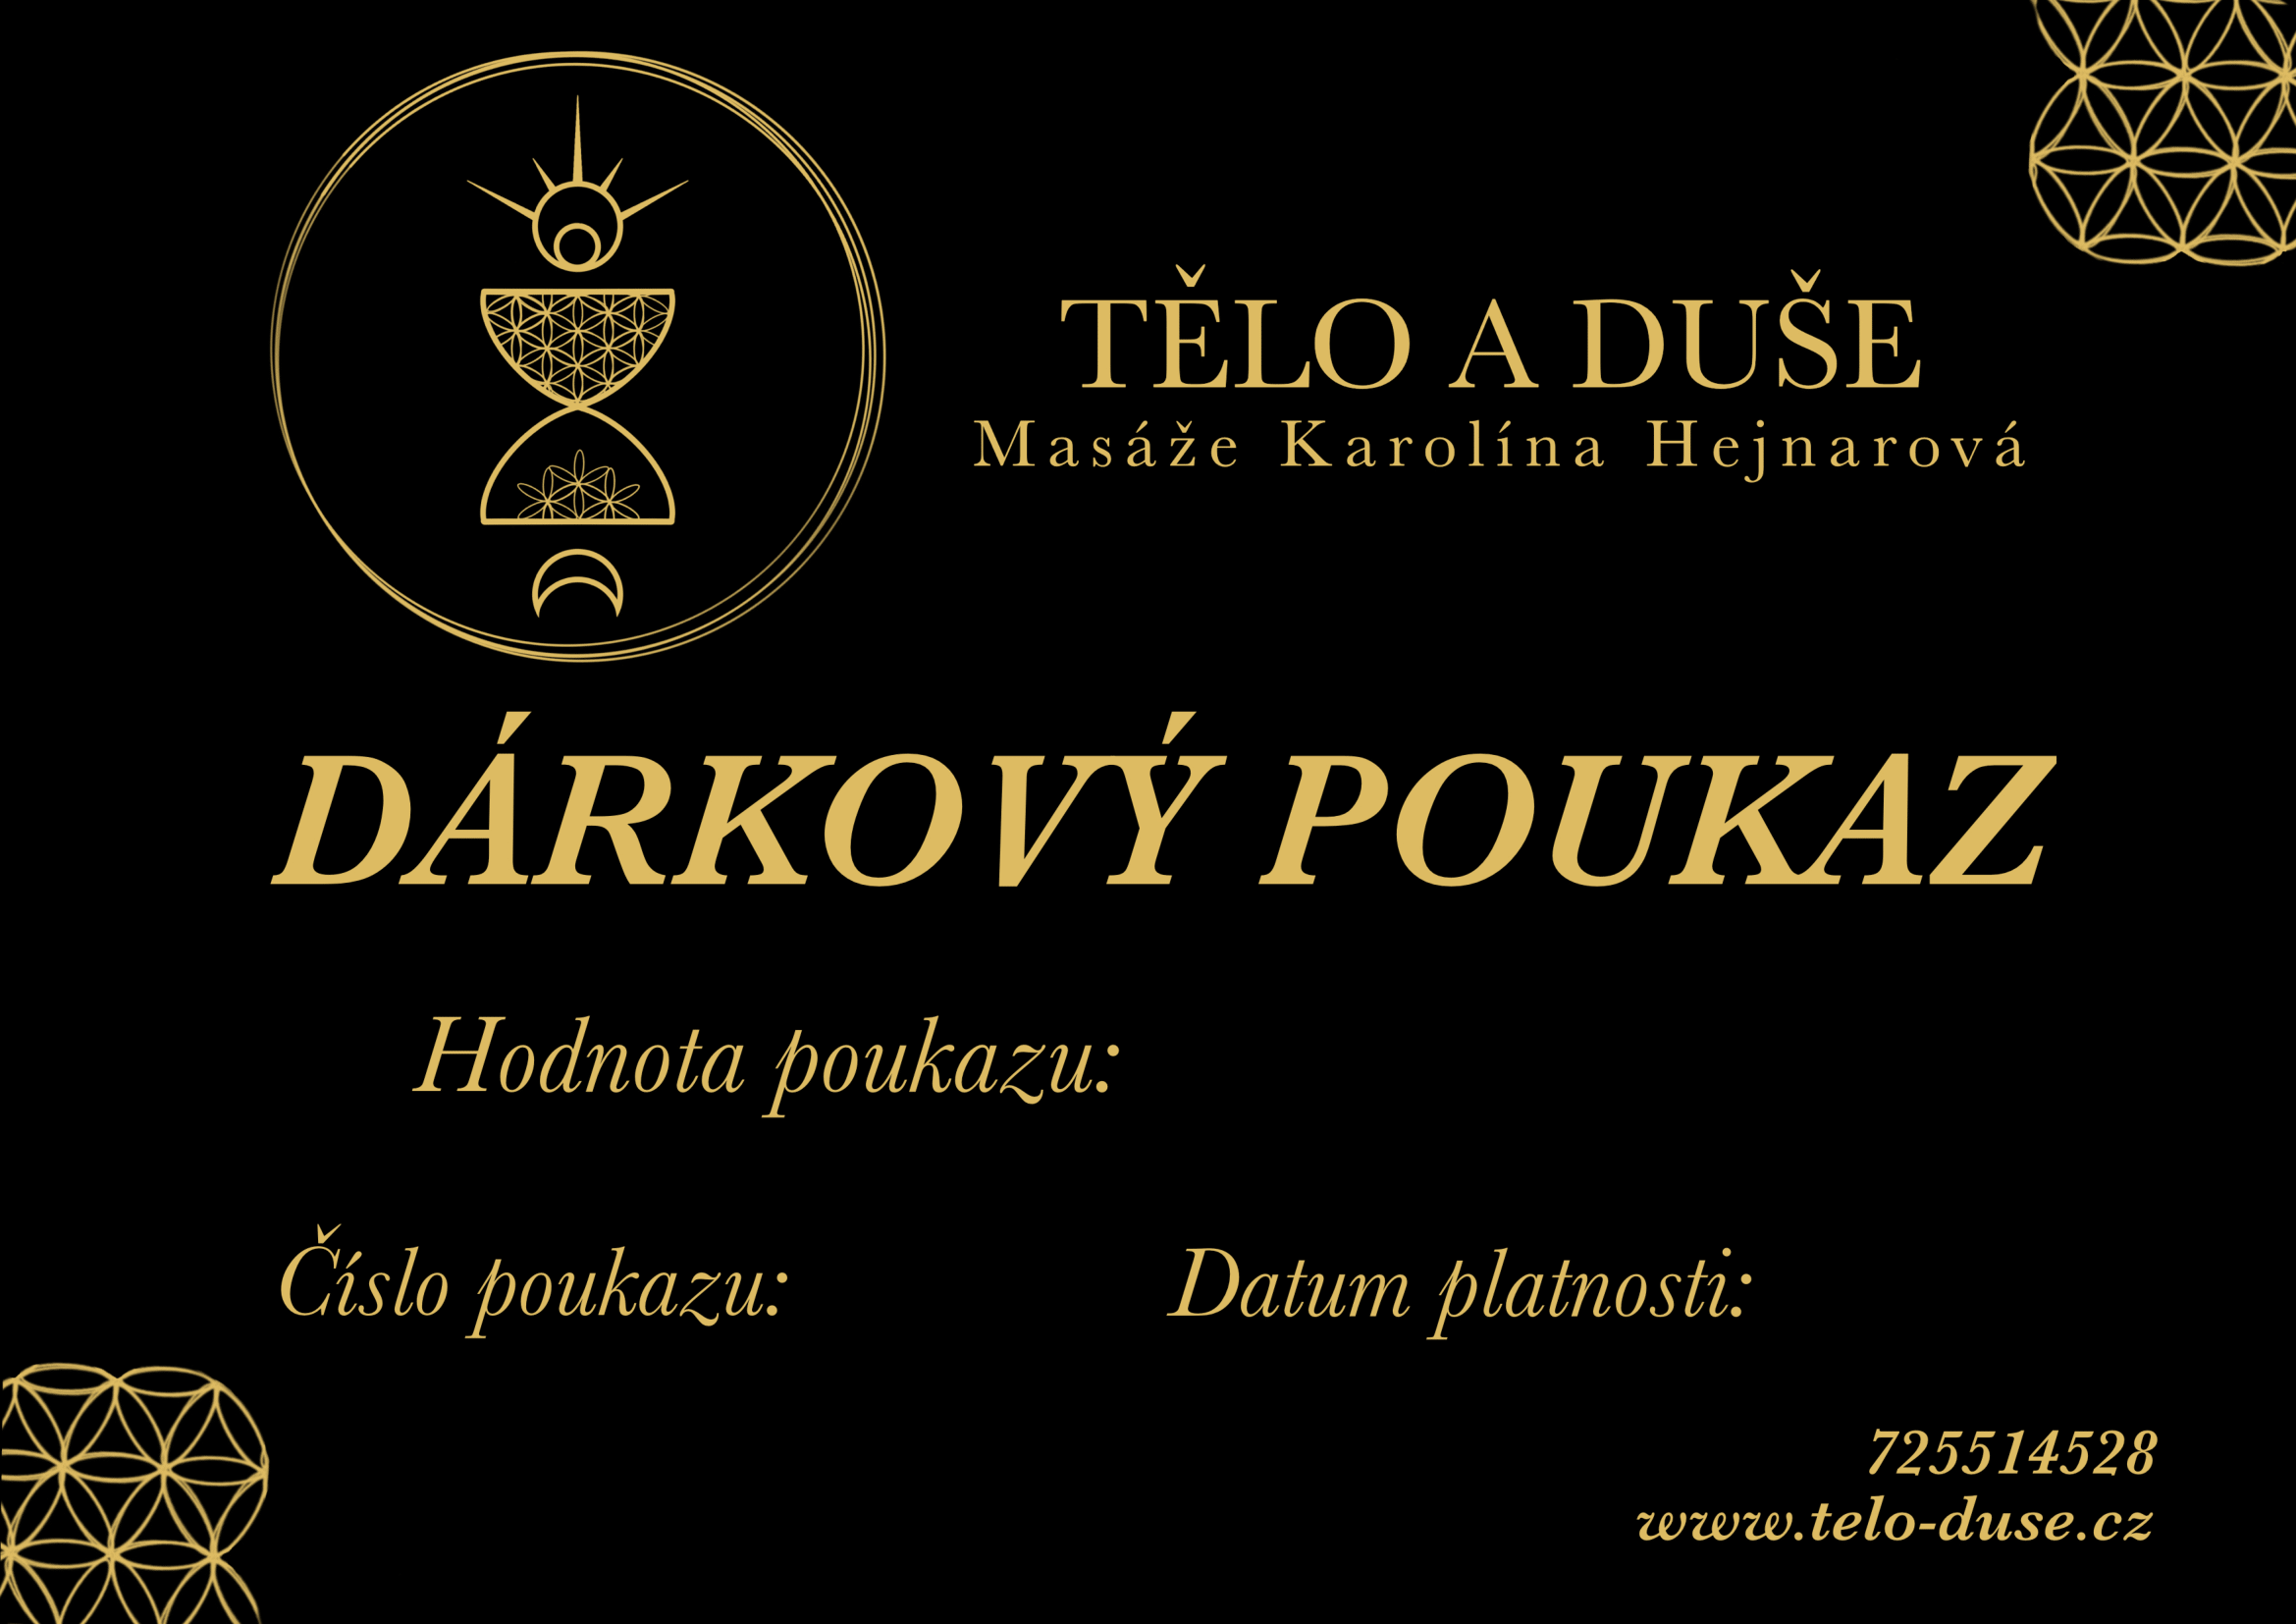 TĚLO A DUŠE
Masáže Karolína Hejnarová
DÁRKOVÝ POUKAZ
Hodnota poukazu:
Číslo poukazu:
Datum platnosti:
725514528
www.telo-duse.cz